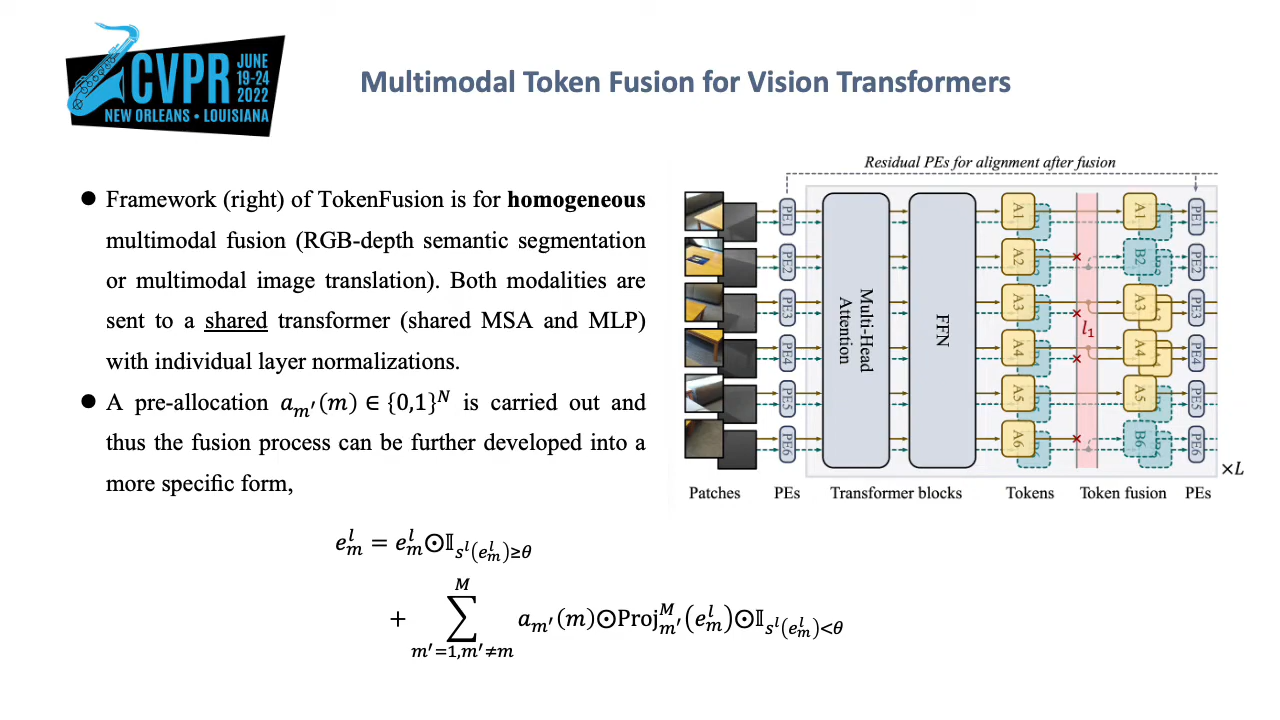 CVPR JUNE
19-24
2022
NEW ORLEANS • LOUISIANA
Multimodal Token Fusion for Vision Transformers
● Framework (right) of TokenFusion is for homogeneous
multimodal fusion (RGB-depth semantic segmentation
or multimodal image translation). Both modalities are
sent to a shared transformer (shared MSA and MLP)
with individual layer normalizations.
● A pre-allocation a_{m′}(m) ∈ {0,1}^N is carried out and
thus the fusion process can be further developed into a
more specific form,
e_m^l = e_m^l ⊙ 𝕀_{s^l(e_m^l)≥θ}
+ ∑_{m′=1,m′≠m}^M a_{m′}(m) ⊙ Proj_{m′}^M(e_m^l) ⊙ 𝕀_{s^l(e_m^l)<θ}
Residual PEs for alignment after fusion
PE1 A1 A1 PE1
PE2 A2 B2 PE2
PE3 A3 A3 PE3
Multi-Head Attention
FFN
l_1
PE4 A4 A4 PE4
PE5 A5 A5 PE5
PE6 A6 B6 PE6
×L
Patches PEs Transformer blocks Tokens Token fusion PEs